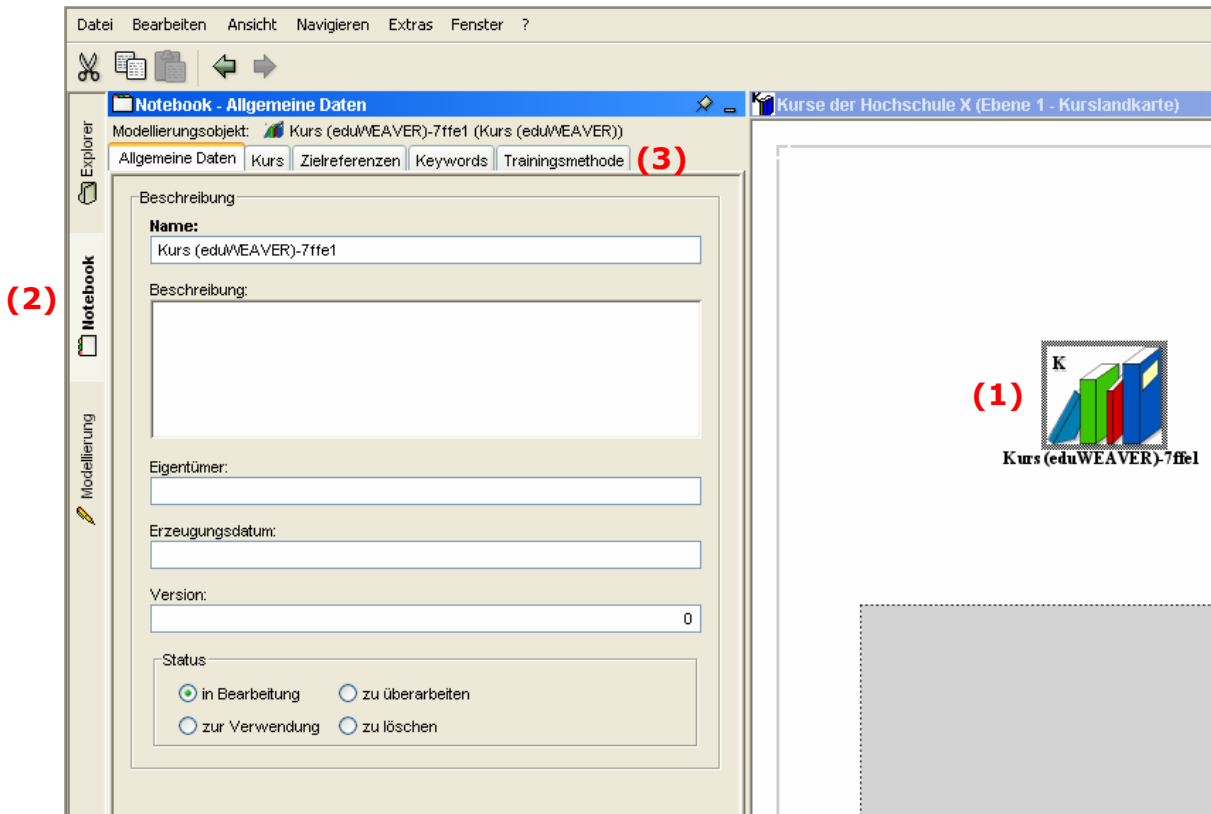 Datei Bearbeiten Ansicht Navigieren Extras Fenster ?
Notebook - Allgemeine Daten
Kurse der Hochschule X (Ebene 1 - Kurslandkarte)
Modellierungsobjekt: Kurs (eduWEAVER)-7ffe1 (Kurs (eduWEAVER))
Allgemeine Daten Kurs Zielreferenzen Keywords Trainingsmethode (3)
Explorer
(2) Notebook
Modellierung
Beschreibung
Name:
Kurs (eduWEAVER)-7ffe1
Beschreibung:
Eigentümer:
Erzeugungsdatum:
Version:
0
Status
in Bearbeitung zu überarbeiten
zur Verwendung zu löschen
K
(1)
Kurs (eduWEAVER)-7ffe1